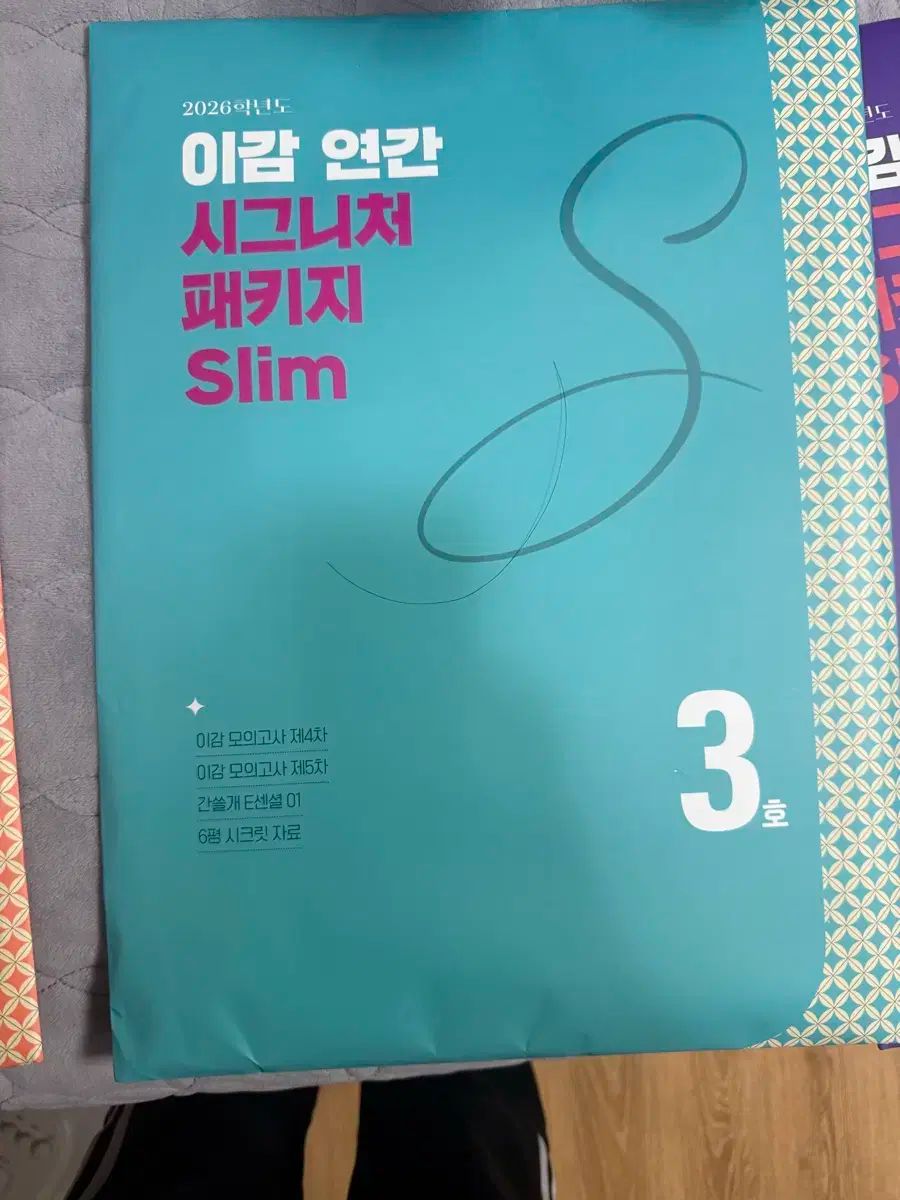 2026학년도
이감 연간
시그니처
패키지
Slim
이감 모의고사 제4차
이감 모의고사 제5차
간쓸개 E센셜 01
6평 시크릿 자료
3호